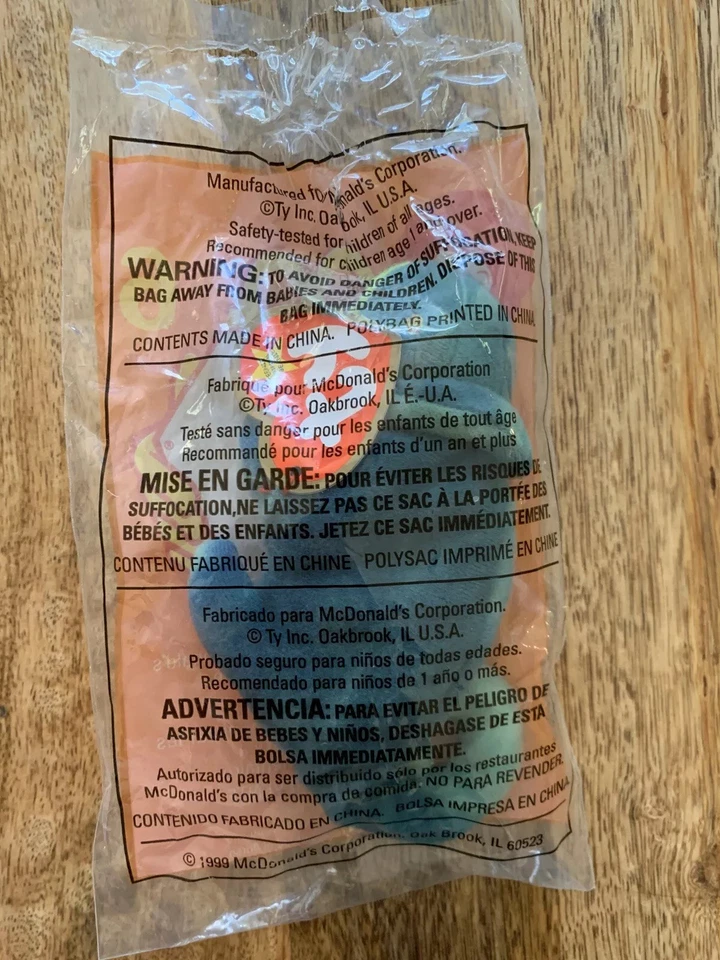 Manufactured fo McDonald's Corporation.
©Ty Inc. Oakbook, IL U.S.A.
Safety-tested for children of all ages.
Recommended for children age 1 and over.
WARNING: TO AVOID DANGER OF SUFFOCATION, KEEP
BAG AWAY FROM BABIES AND CHILDREN. DISPOSE OF THIS
BAG IMMEDIATELY.
CONTENTS MADE IN CHINA. POLYBAG PRINTED IN CHINA
Fabriqué pour McDonald's Corporation
©Ty Inc. Oakbrook, IL É.-U.A.
Testé sans danger pour les enfants de tout âge
Recommandé pour les enfants d'un an et plus
MISE EN GARDE: POUR ÉVITER LES RISQUES DE
SUFFOCATION,NE LAISSEZ PAS CE SAC À LA PORTÉE DES
BÉBÉS ET DES ENFANTS. JETEZ CE SAC IMMÉDIATEMENT.
CONTENU FABRIQUÉ EN CHINE POLYSAC IMPRIMÉ EN CHINE
Fabricado para McDonald's Corporation.
© Ty Inc. Oakbrook, IL U.S.A.
Probado seguro para niños de todas edades.
Recomendado para niños de 1 año o más.
ADVERTENCIA: PARA EVITAR EL PELIGRO DE
ASFIXIA DE BEBES Y NIÑOS, DESHAGASE DE ESTA
BOLSA IMMEDIATAMENTE.
Autorizado para ser distribuido sólo por los restaurantes
McDonald's con la compra de comida. NO PARA REVENDER.
CONTENIDO FABRICADO EN CHINA. BOLSA IMPRESA EN CHINA
© 1999 McDonald's Corporation. Oak Brook, IL 60523
ty